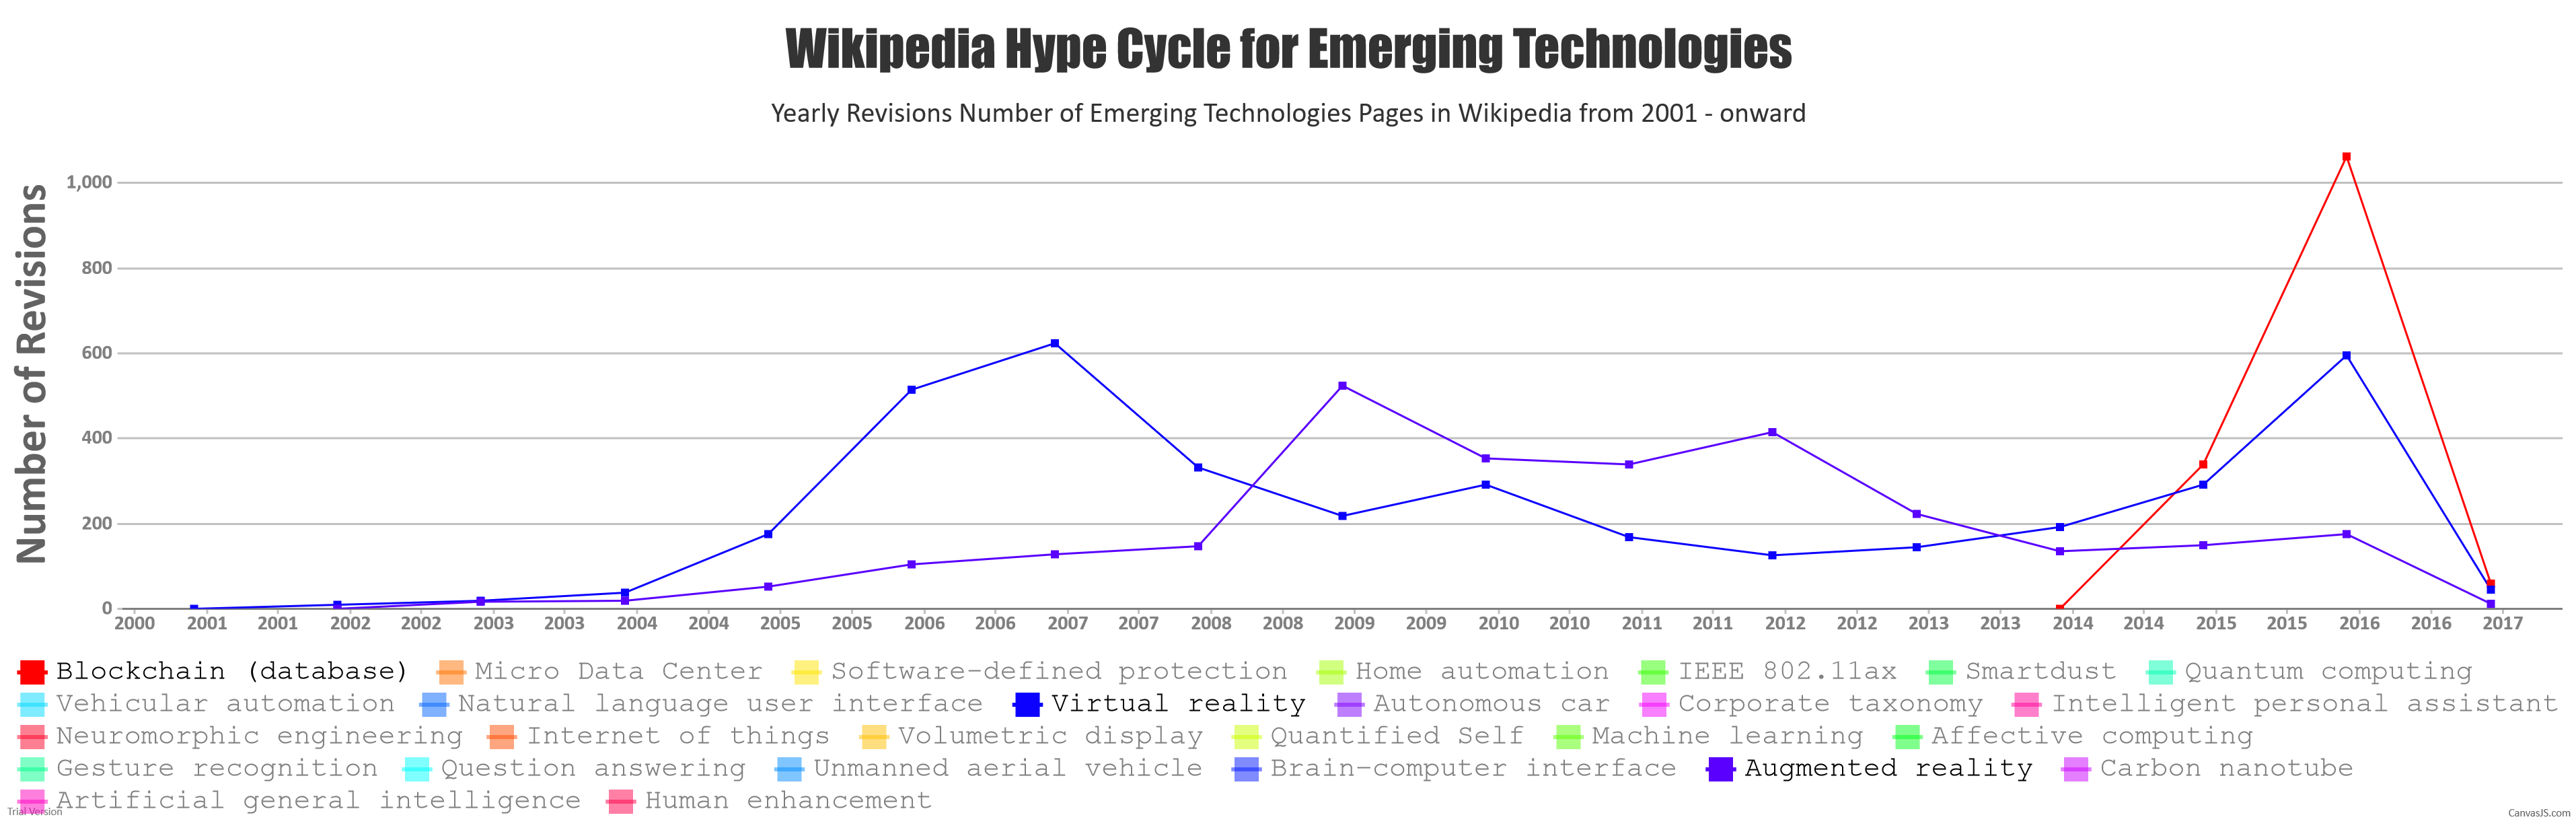 Wikipedia Hype Cycle for Emerging Technologies
Yearly Revisions Number of Emerging Technologies Pages in Wikipedia from 2001 - onward
Number of Revisions
1,000
800
600
400
200
0
2000 2001 2001 2002 2002 2003 2003 2004 2004 2005 2005 2006 2006 2007 2007 2008 2008 2009 2009 2010 2010 2011 2011 2012 2012 2013 2013 2014 2014 2015 2015 2016 2016 2017
Blockchain (database) Micro Data Center Software-defined protection Home automation IEEE 802.11ax Smartdust Quantum computing
Vehicular automation Natural language user interface Virtual reality Autonomous car Corporate taxonomy Intelligent personal assistant
Neuromorphic engineering Internet of things Volumetric display Quantified Self Machine learning Affective computing
Gesture recognition Question answering Unmanned aerial vehicle Brain-computer interface Augmented reality Carbon nanotube
Artificial general intelligence Human enhancement
Trial Version
CanvasJS.com